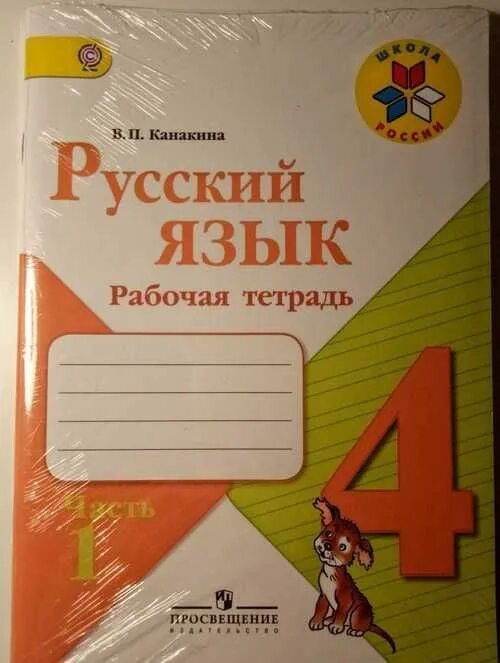 ШКОЛА
РОССИИ
В.П. Канакина
Русский
ЯЗЫК
Рабочая тетрадь
4
Часть
1
ПРОСВЕЩЕНИЕ
ИЗДАТЕЛЬСТВО